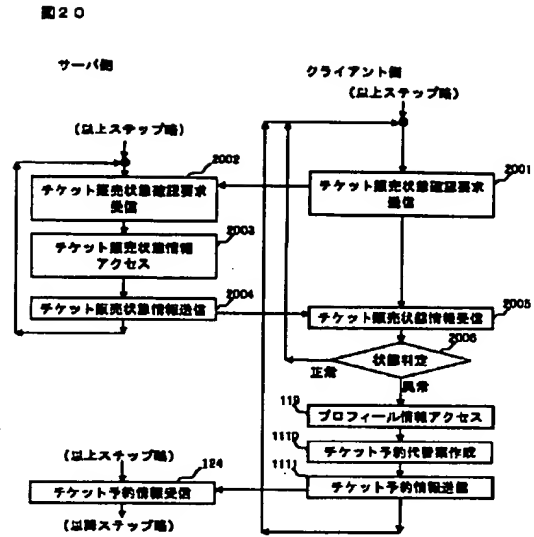 図20
サーバ側
クライアント側
(以上ステップ略)
(以上ステップ略)
2002
チケット販売状態確認要求
受信
2001
チケット販売状態確認要求
送信
2003
チケット販売状態情報
アクセス
2004
チケット販売状態情報送信
2005
チケット販売状態情報受信
2006
状態判定
正常
異常
119
プロフィール情報アクセス
1110
チケット予約代替案作成
1111
チケット予約情報送信
(以上ステップ略)
124
チケット予約情報受信
(以降ステップ略)